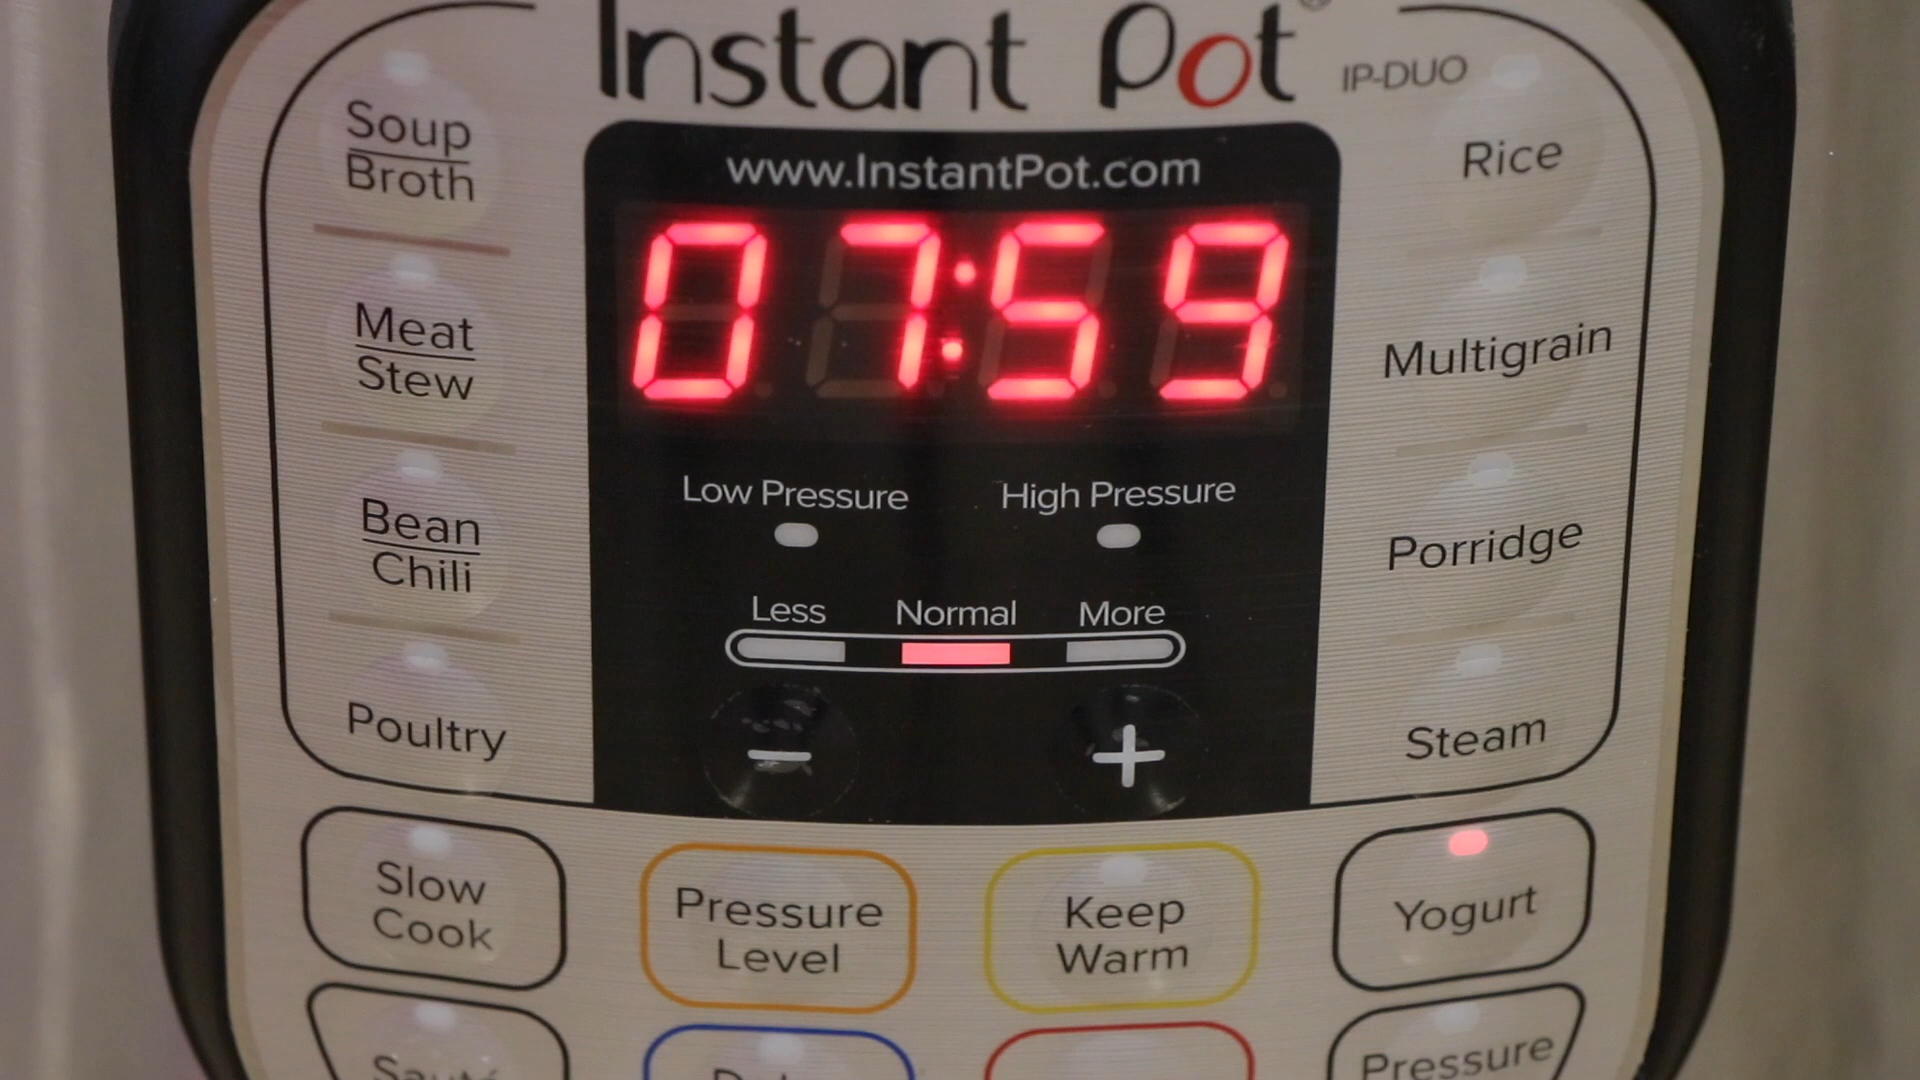 Instant Pot®
IP-DUO
www.InstantPot.com
07:59
Soup
Broth
Meat
Stew
Bean
Chili
Poultry
Low Pressure
High Pressure
Less
Normal
More
−
+
Rice
Multigrain
Porridge
Steam
Slow
Cook
Pressure
Level
Keep
Warm
Yogurt
Pressure